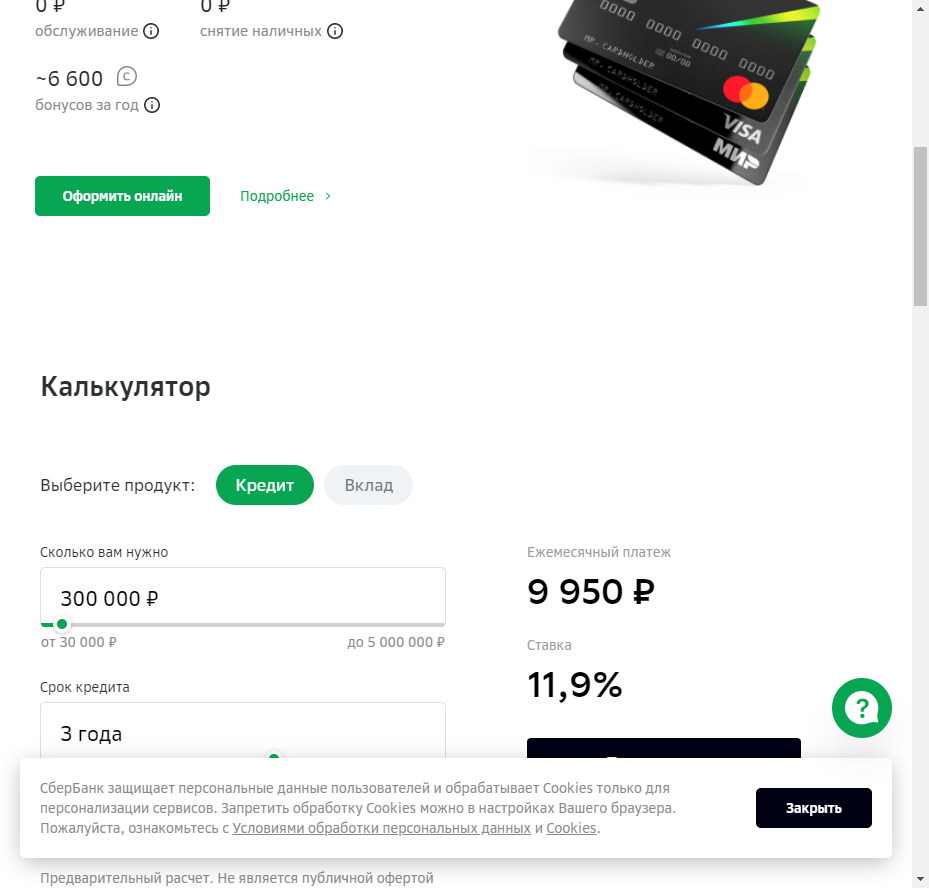 0 ₽
0 ₽
обслуживание
снятие наличных
~6 600
бонусов за год
MR. CARDHOLDER
MR. CARDHOLDER
MR. CARDHOLDER
00/00
VISA
МИР
Оформить онлайн
Подробнее
Калькулятор
Выберите продукт:
Кредит
Вклад
Сколько вам нужно
300 000 ₽
от 30 000 ₽
до 5 000 000 ₽
Ежемесячный платеж
9 950 ₽
Ставка
11,9%
Срок кредита
3 года
СберБанк защищает персональные данные пользователей и обрабатывает Cookies только для
персонализации сервисов. Запретить обработку Cookies можно в настройках Вашего браузера.
Пожалуйста, ознакомьтесь с Условиями обработки персональных данных и Cookies.
Закрыть
Предварительный расчет. Не является публичной офертой